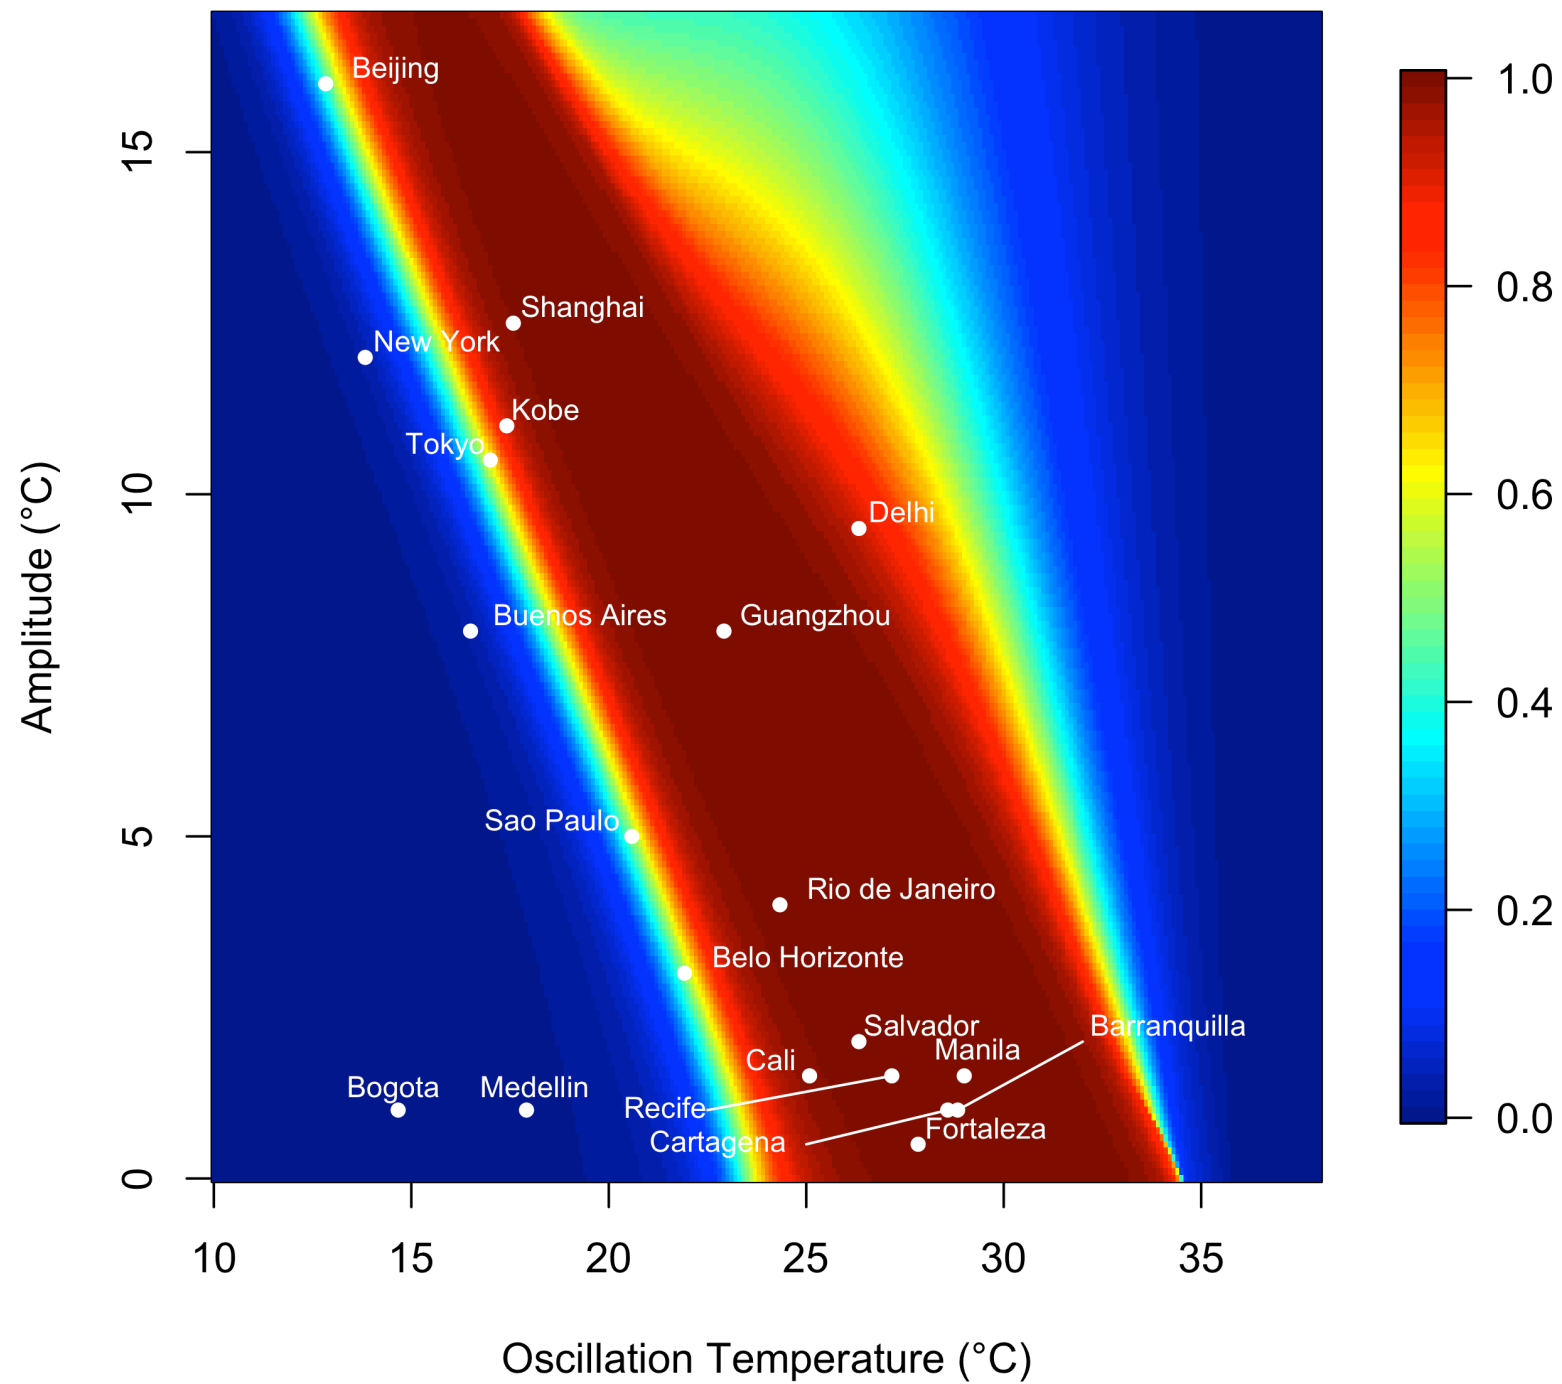 Beijing
Shanghai
New York
Kobe
Tokyo
Delhi
Buenos Aires
Guangzhou
Sao Paulo
Rio de Janeiro
Belo Horizonte
Salvador
Barranquilla
Manila
Cali
Bogota
Medellin
Recife
Fortaleza
Cartagena
Amplitude (°C)
15
10
5
0
10
15
20
25
30
35
Oscillation Temperature (°C)
1.0
0.8
0.6
0.4
0.2
0.0